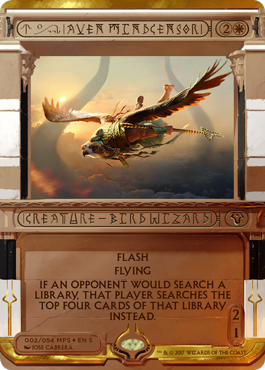 AVEN MINDCENSOR 2
CREATURE – BIRD WIZARD
FLASH
FLYING
IF AN OPPONENT WOULD SEARCH A
LIBRARY, THAT PLAYER SEARCHES THE
TOP FOUR CARDS OF THAT LIBRARY
INSTEAD.
2
1
002/054 MPS • EN S
JOSE CABRERA
™ & © 2017 WIZARDS OF THE COAST